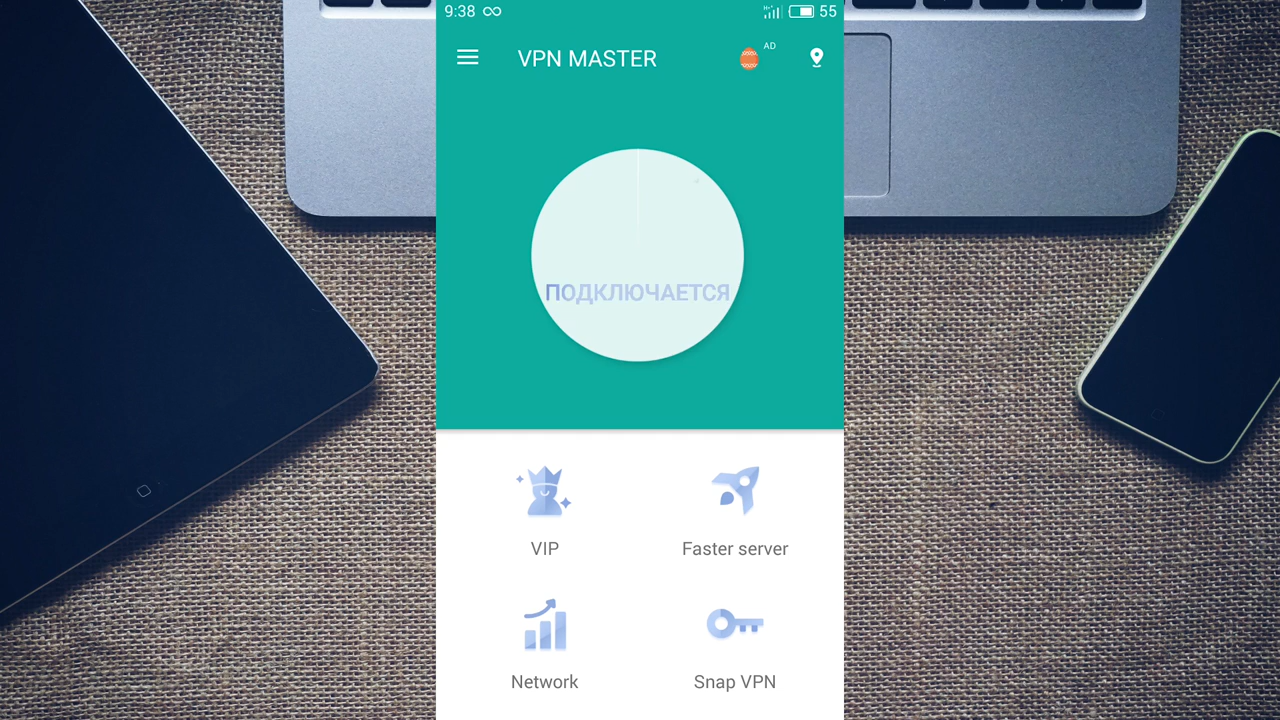 9:38 55
VPN MASTER AD
ПОДКЛЮЧАЕТСЯ
VIP Faster server
Network Snap VPN